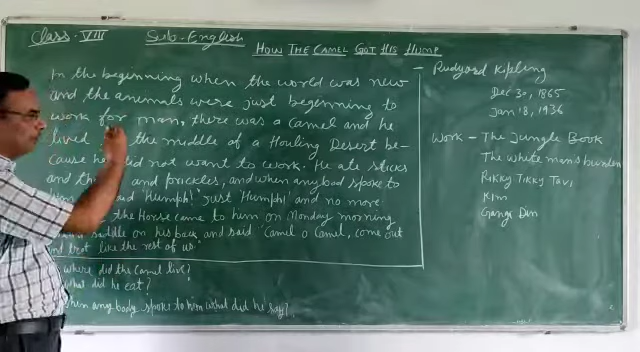 Class- VIII
Sub- English
How The Camel Got His Hump
In the beginning when the world was new
and the animals were just beginning to
work for man, there was a Camel and he
lived the middle of a Howling Desert be-
cause he did not want to work. He ate sticks
and and prickles, and when any bod spoke to
said "Humph!" Just "Humph!" and no more
the Horse came to him on Monday morning
saddle on his back and said "Camel O Camel, come out
and trot like the rest of us."
where did the Camel live?
what did he eat?
when any body spoke to him what did he say?
- Rudyard Kipling
Dec 30, 1865
Jan 18, 1936
Work - The Jungle Book
The White man's burden
Rikky Tikky Tavi
Kim
Ganga Din